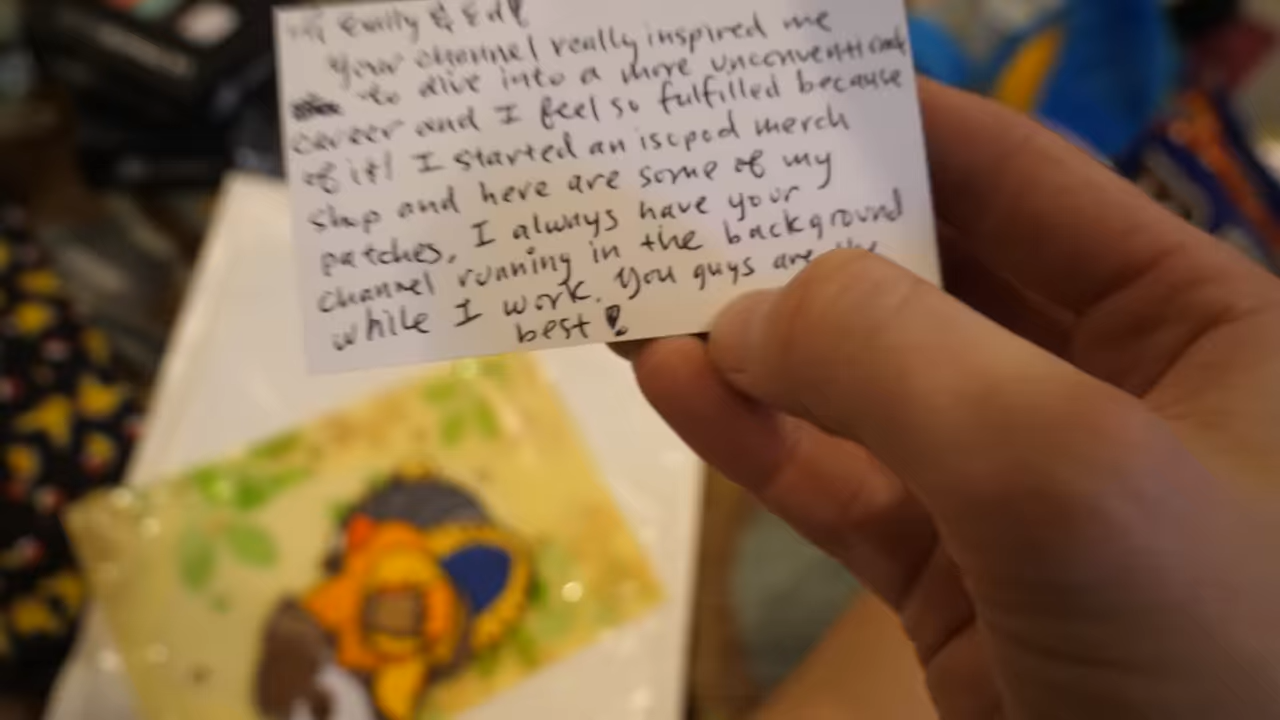 Emily & Ed!
Your channel really inspired me
to dive into a more unconventional
career and I feel so fulfilled because
of it! I started an isopod merch
shop and here are some of my
patches. I always have your
channel running in the background
while I work. You guys are the
best!